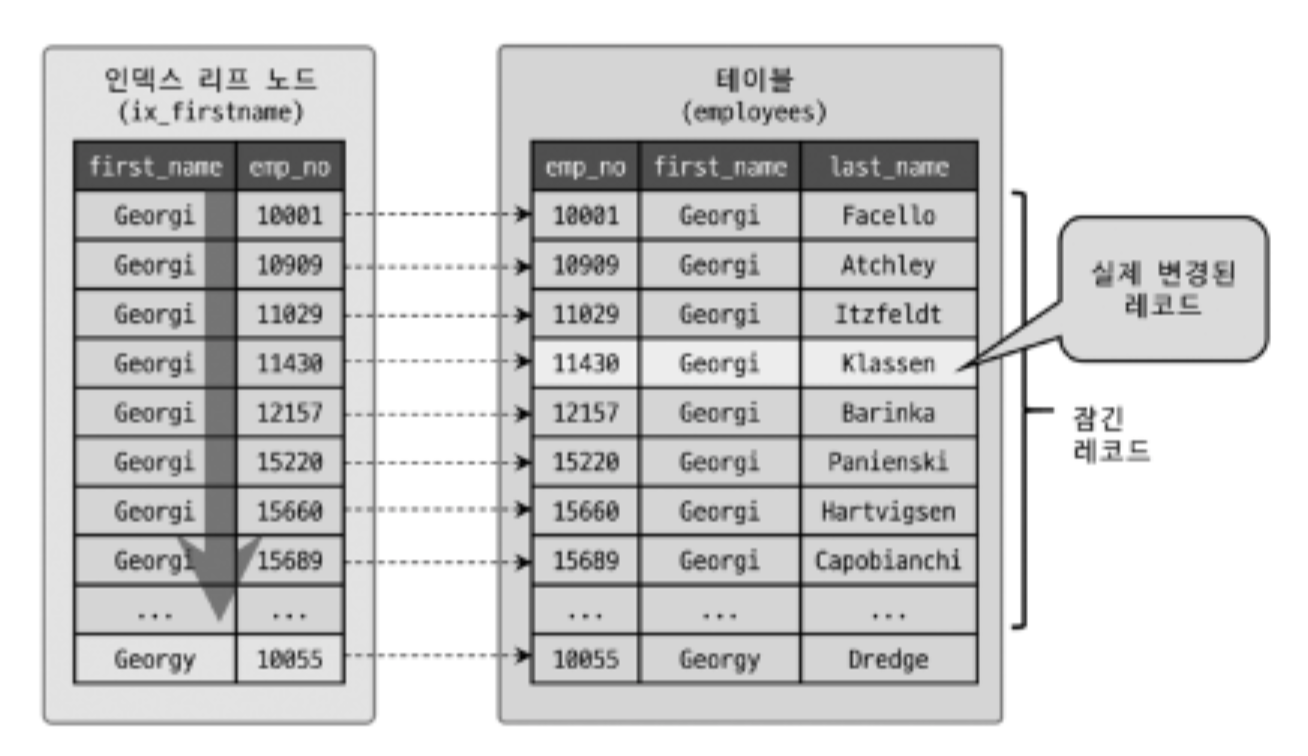 인덱스 리프 노드
(ix_firstname)
first_name emp_no
Georgi 10001
Georgi 10909
Georgi 11029
Georgi 11430
Georgi 12157
Georgi 15220
Georgi 15660
Georgi 15689
... ...
Georgy 10055
테이블
(employees)
emp_no first_name last_name
10001 Georgi Facello
10909 Georgi Atchley
11029 Georgi Itzfeldt
11430 Georgi Klassen
12157 Georgi Barinka
15220 Georgi Panienski
15660 Georgi Hartvigsen
15689 Georgi Capobianchi
... ... ...
10055 Georgy Dredge
실제 변경된
레코드
잠긴
레코드